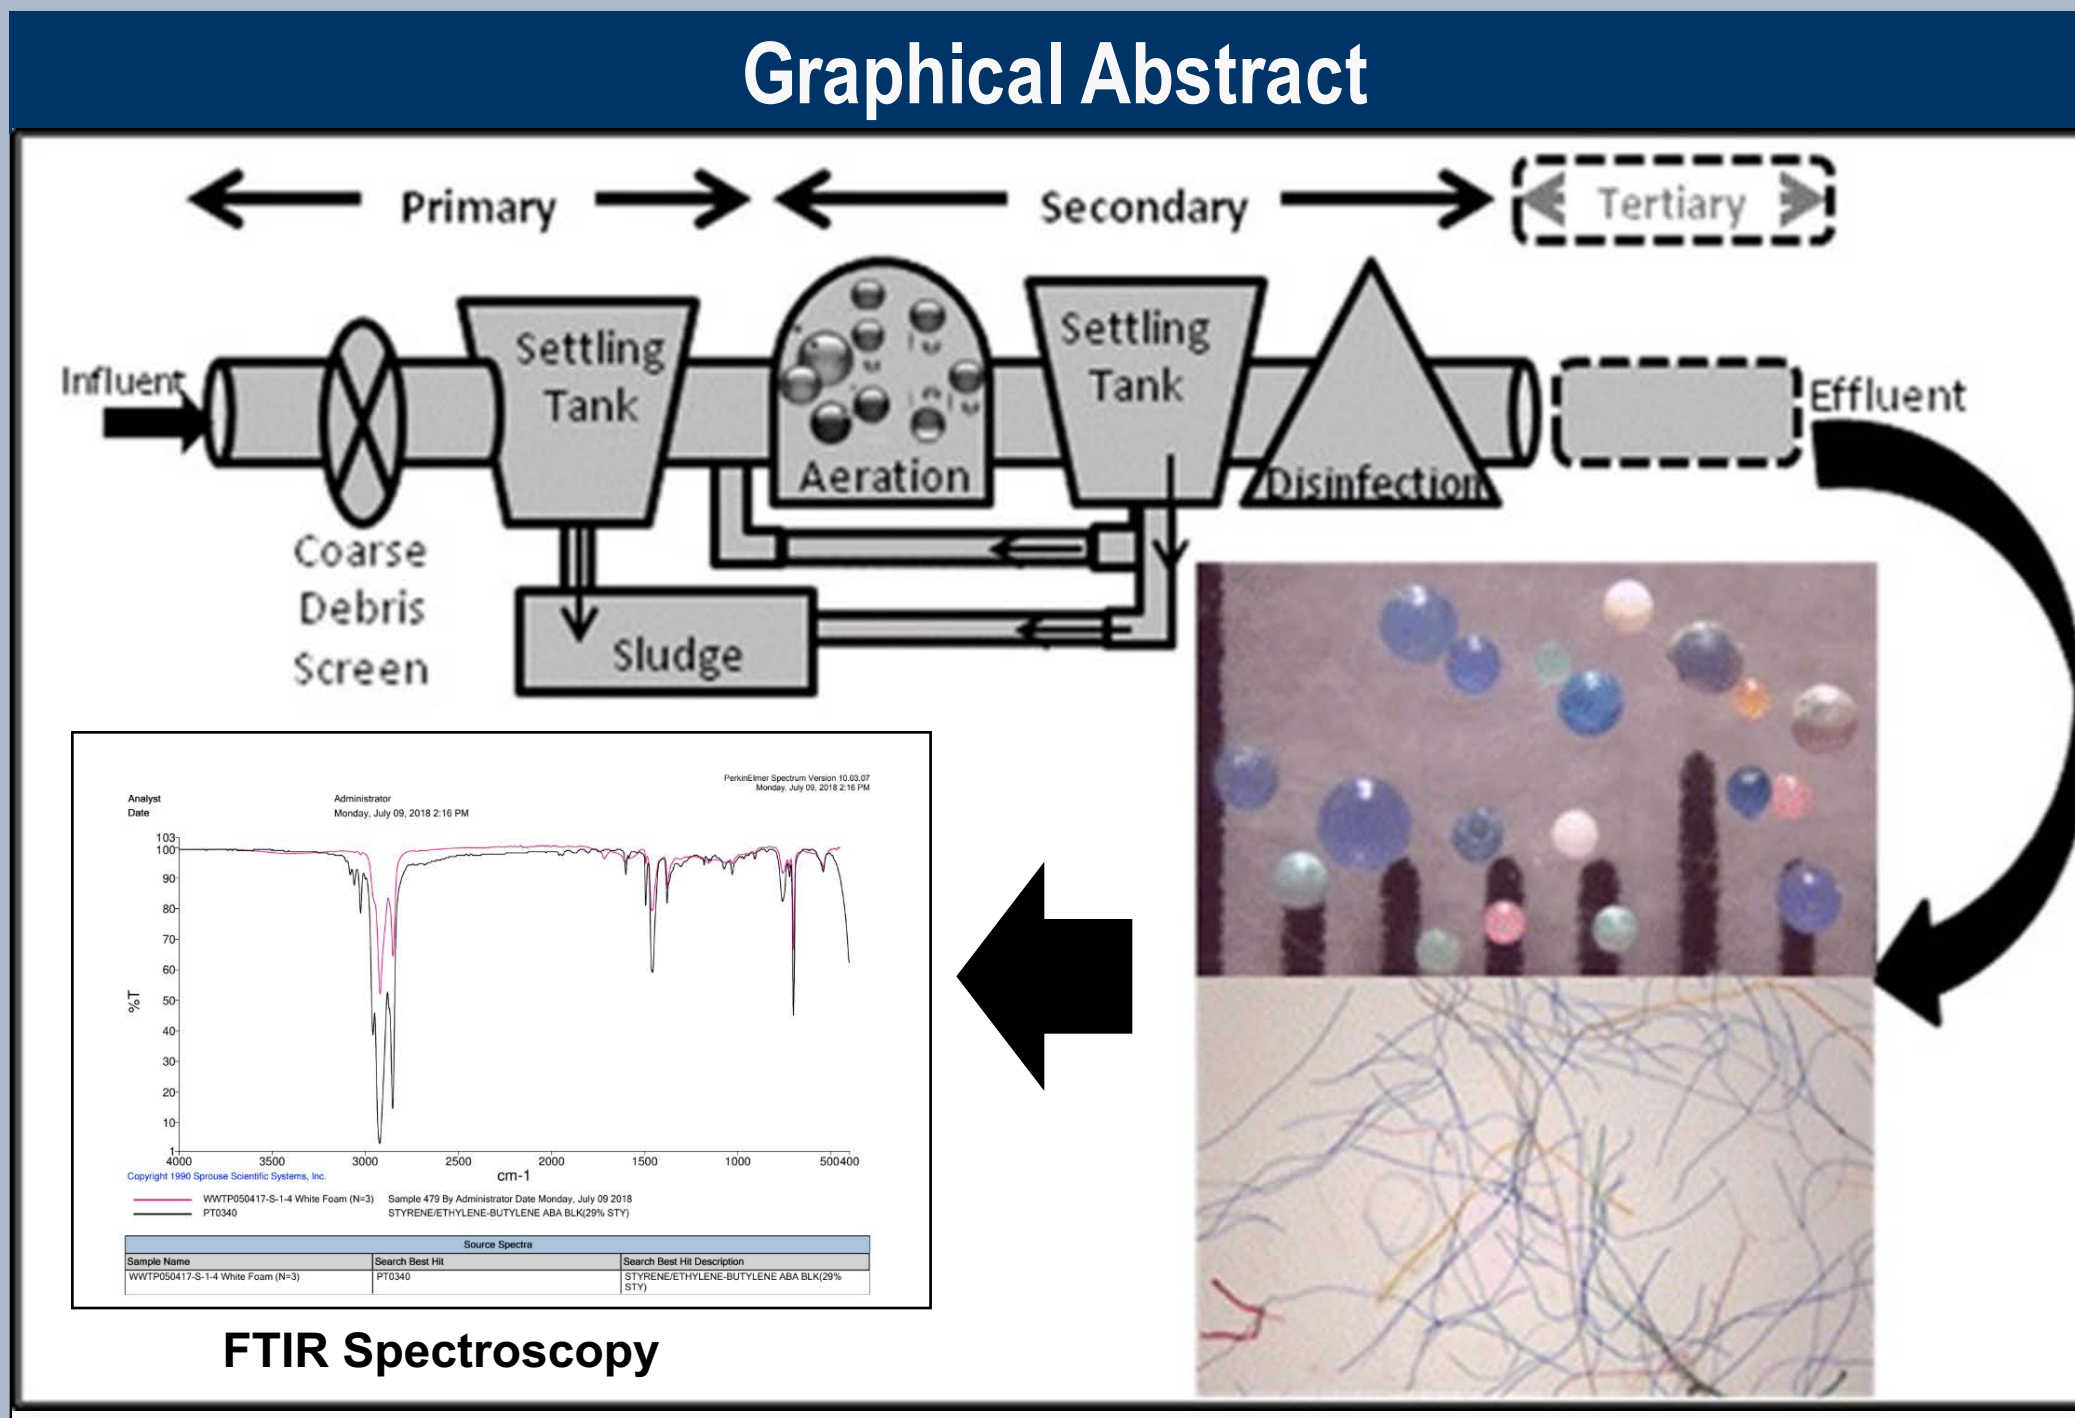 Graphical Abstract
Primary
Secondary
Tertiary
Influent
Settling
Tank
Aeration
Settling
Tank
Disinfection
Effluent
Coarse
Debris
Screen
Sludge
PerkinElmer Spectrum Version 10.03.07
Monday, July 09, 2018 2:16 PM
Analyst
Administrator
Date
Monday, July 09, 2018 2:16 PM
103
100
90
80
70
60
50
40
30
20
10
1
%T
4000
3500
3000
2500
2000
1500
1000
500
400
cm-1
Copyright 1990 Sprouse Scientific Systems, Inc.
WWTP050417-S-1-4 White Foam (N=3) Sample 479 By Administrator Date Monday, July 09 2018
PT0340 STYRENE/ETHYLENE-BUTYLENE ABA BLK(29% STY)
Source Spectra
Sample Name
Search Best Hit
Search Best Hit Description
WWTP050417-S-1-4 White Foam (N=3)
PT0340
STYRENE/ETHYLENE-BUTYLENE ABA BLK(29%
STY)
FTIR Spectroscopy